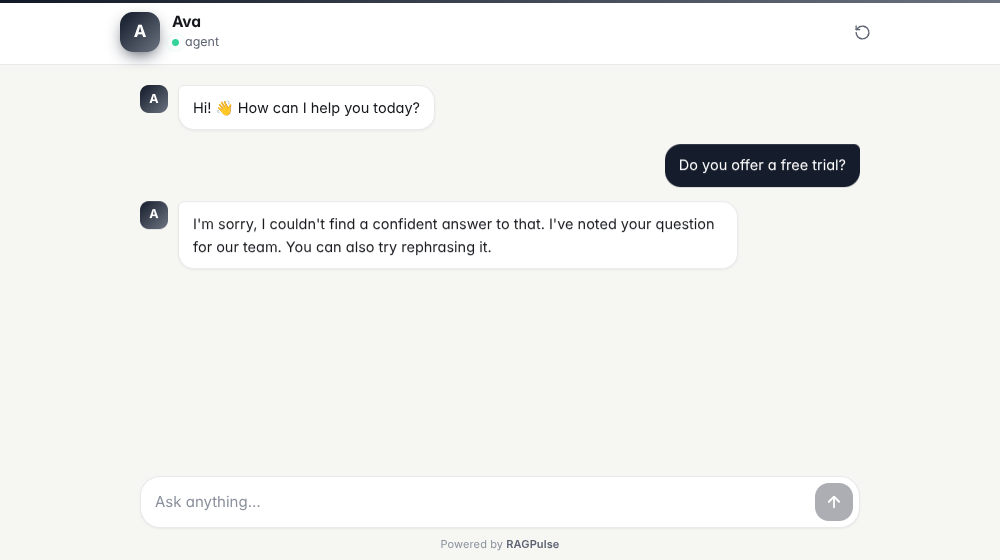 A
Ava
agent
A
Hi! 👋 How can I help you today?
Do you offer a free trial?
A
I'm sorry, I couldn't find a confident answer to that. I've noted your question
for our team. You can also try rephrasing it.
Ask anything...
Powered by RAGPulse